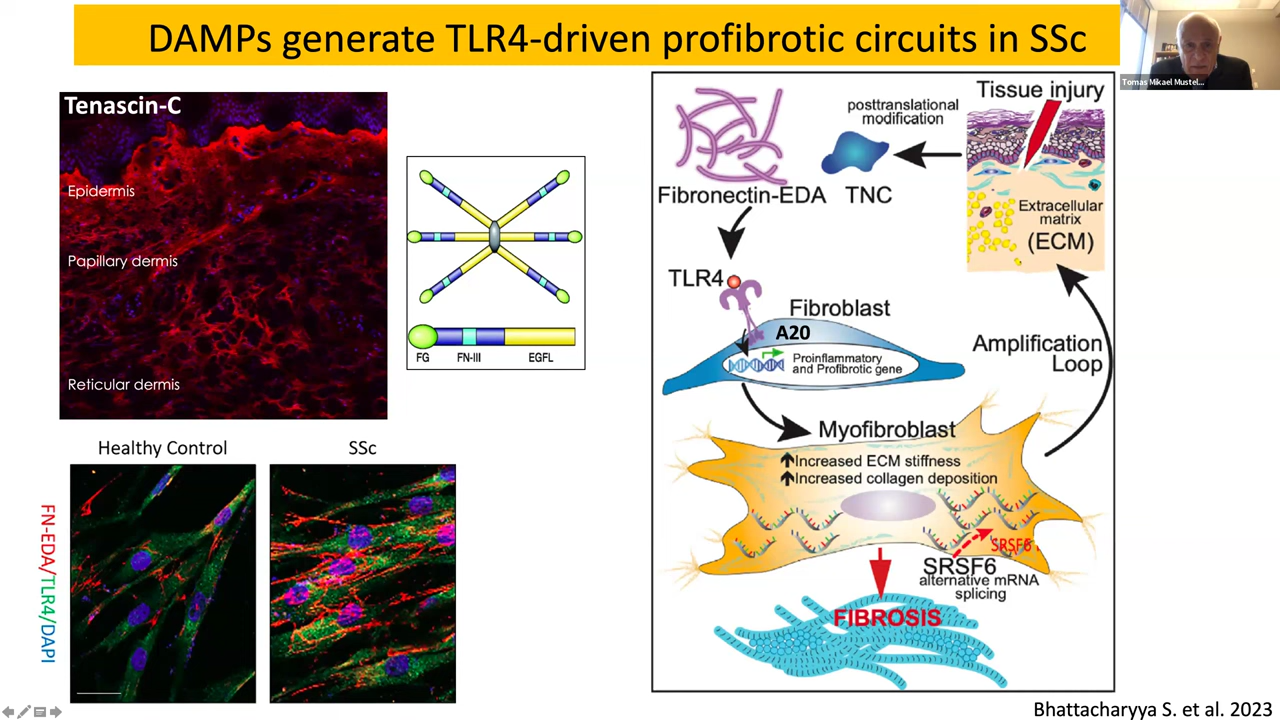 DAMPs generate TLR4-driven profibrotic circuits in SSc
Tomas Mikael Mustel...
Tenascin-C
Epidermis
Papillary dermis
Reticular dermis
FG
FN-III
EGFL
Healthy Control
SSc
FN-EDA/TLR4/DAPI
Tissue injury
posttranslational
modification
Fibronectin-EDA
TNC
Extracellular
matrix
(ECM)
TLR4
Fibroblast
A20
Proinflammatory
and Profibrotic gene
Amplification
Loop
Myofibroblast
Increased ECM stiffness
Increased collagen deposition
SRSF6
SRSF6
alternative mRNA
splicing
FIBROSIS
Bhattacharyya S. et al. 2023